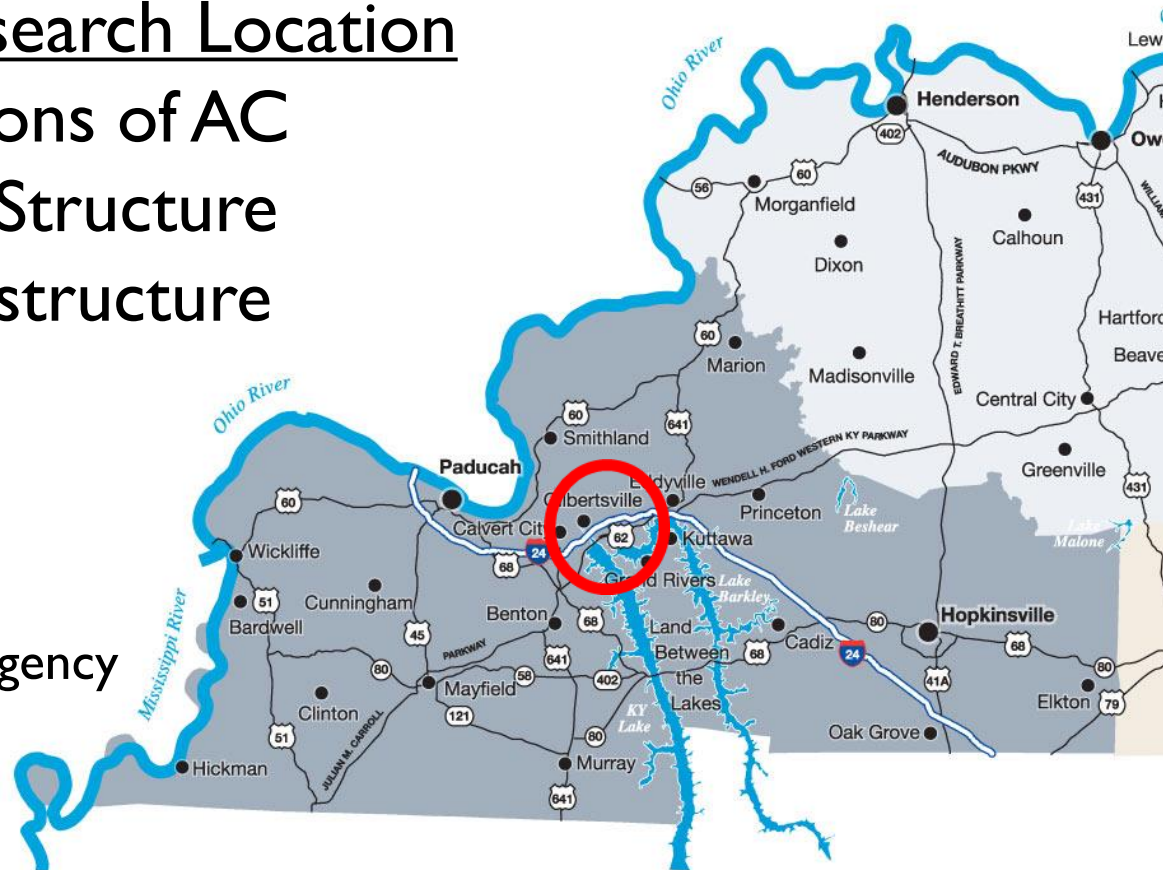 search Location
ons of AC
Structure
structure
gency
Ohio River
Ohio River
Mississippi River
Lew
Henderson
402
Ow
AUDUBON PKWY
60
56
Morganfield
431
Calhoun
Dixon
EDWARD T. BREATHITT PARKWAY
Hartford
60
Marion
Beave
Madisonville
Central City
60
641
Smithland
WENDELL H. FORD WESTERN KY PARKWAY
Greenville
Paducah
Eddyville
431
60
Gilbertsville
Princeton
Lake
Beshear
Calvert City
62
Kuttawa
Lake
Malone
Wickliffe
24
68
Grand Rivers
Lake
Barkley
51
Cunningham
Bardwell
Benton
68
Land
Between
the
Lakes
80
Hopkinsville
45
Cadiz
68
24
68
PARKWAY
641
80
58
402
41A
80
Mayfield
Elkton
79
Clinton
121
KY
Lake
51
JULIAN M. CARROLL
80
Oak Grove
Hickman
Murray
641